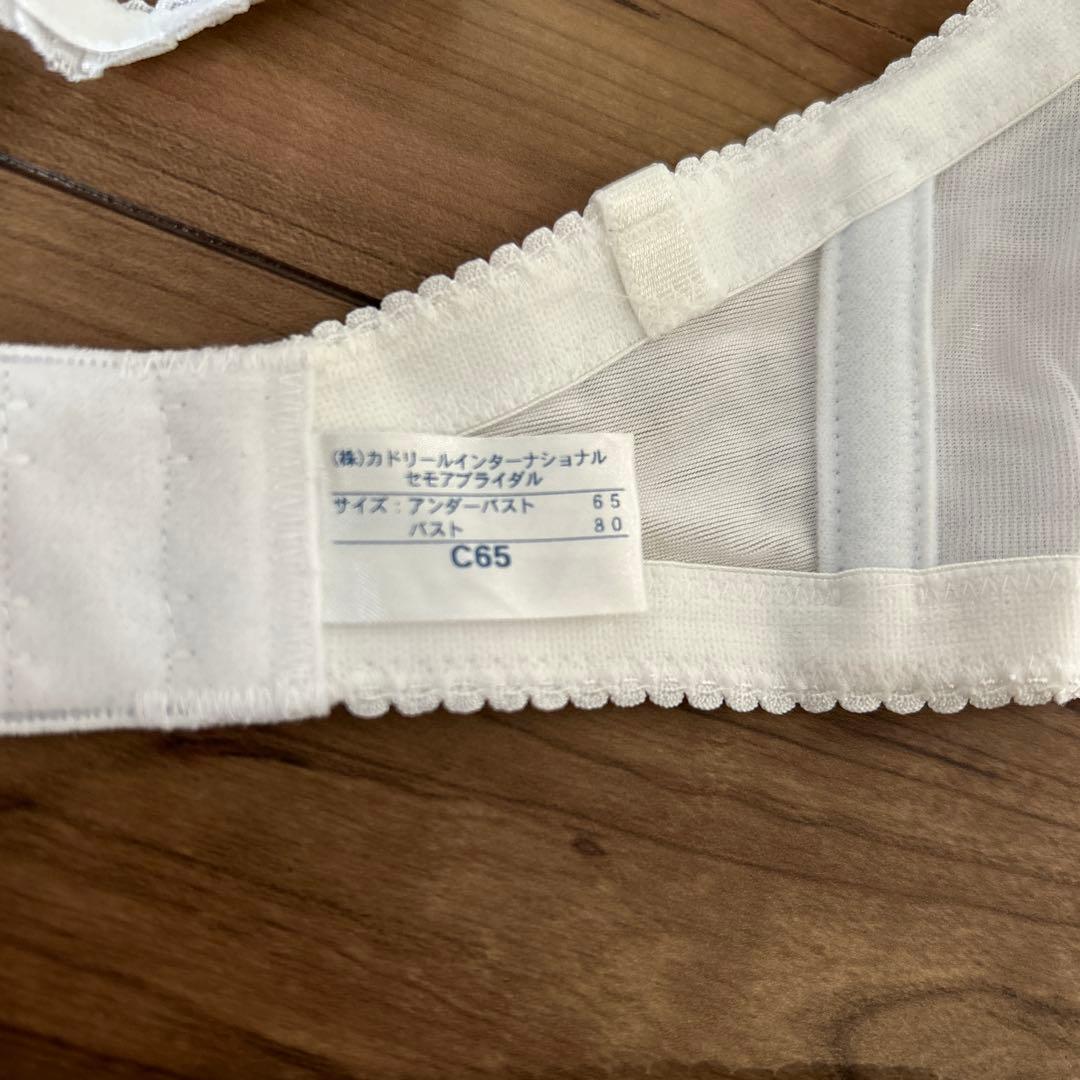 (株)カドリールインターナショナル
セモアブライダル
サイズ:アンダーバスト 65
バスト 80
C65